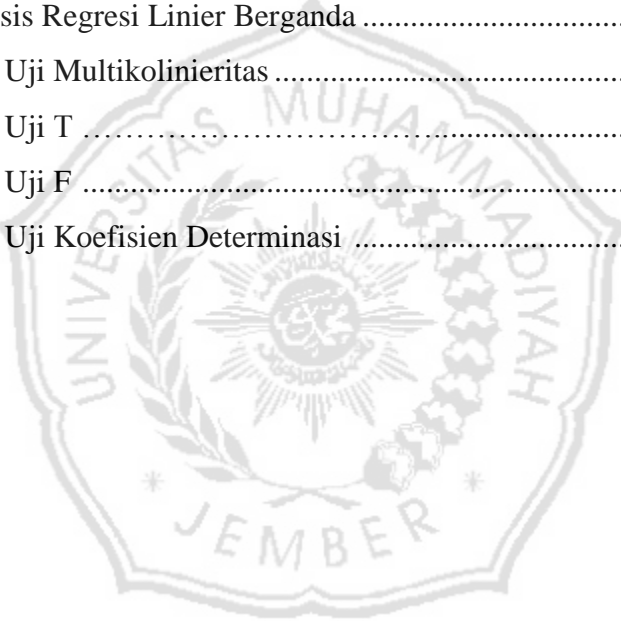 sis Regresi Linier Berganda ..................................
Uji Multikolinieritas .............................................
Uji T ……………………………….......................
Uji F .....................................................................
Uji Koefisien Determinasi ..................................
UNIVERSITAS MUHAMMADIYAH
* JEMBER *